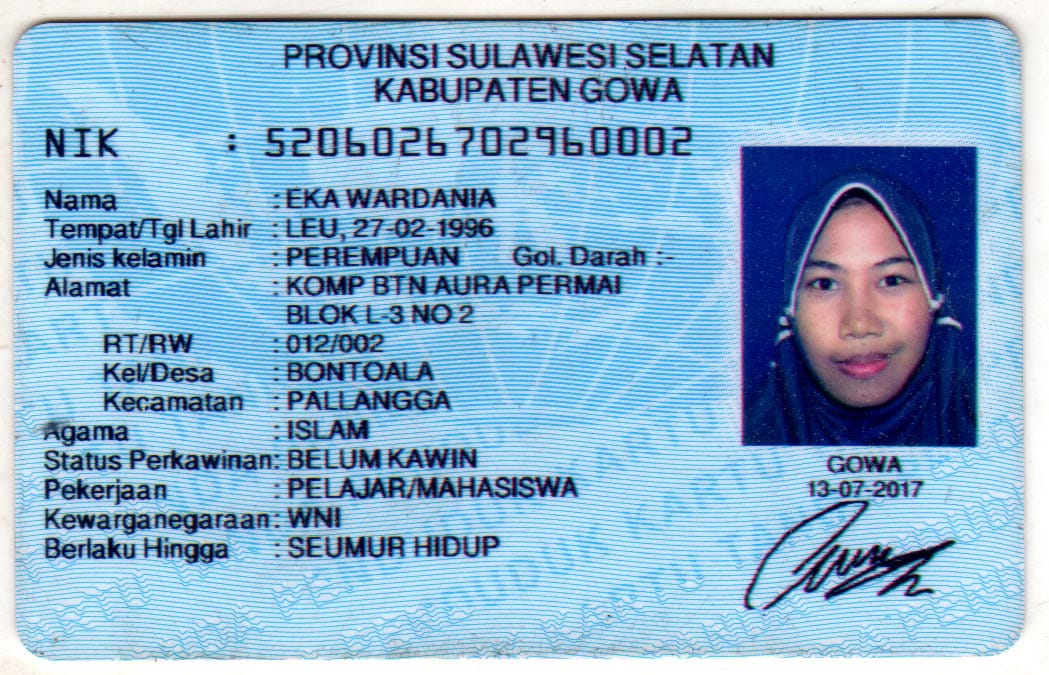 PROVINSI SULAWESI SELATAN
KABUPATEN GOWA
NIK : 5206026702960002
Nama : EKA WARDANIA
Tempat/Tgl Lahir : LEU, 27-02-1996
Jenis kelamin : PEREMPUAN Gol. Darah :-
Alamat : KOMP BTN AURA PERMAI
BLOK L-3 NO 2
RT/RW : 012/002
Kel/Desa : BONTOALA
Kecamatan : PALLANGGA
Agama : ISLAM
Status Perkawinan: BELUM KAWIN
Pekerjaan : PELAJAR/MAHASISWA
Kewarganegaraan: WNI
Berlaku Hingga : SEUMUR HIDUP
GOWA
13-07-2017